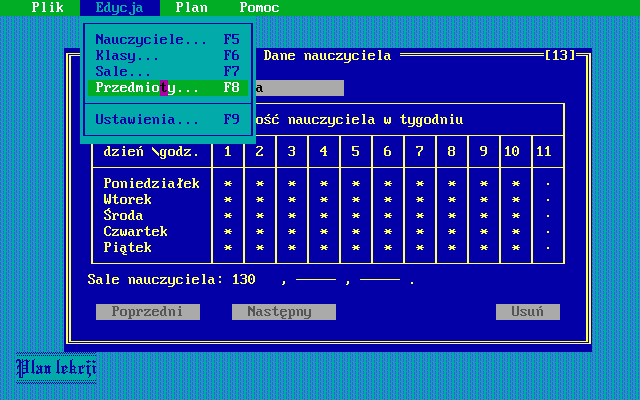 Plik Edycja Plan Pomoc
Nauczyciele... F5
Klasy... F6
Sale... F7
Przedmioty... F8
Ustawienia... F9
Dane nauczyciela [13]
a
ość nauczyciela w tygodniu
dzień \godz. 1 2 3 4 5 6 7 8 9 10 11
Poniedziałek * * * * * * * * * * ·
Wtorek * * * * * * * * * * ·
Środa * * * * * * * * * * ·
Czwartek * * * * * * * * * * ·
Piątek * * * * * * * * * * ·
Sale nauczyciela: 130 , _____ , _____ .
Poprzedni Następny Usuń
Plan lekcji